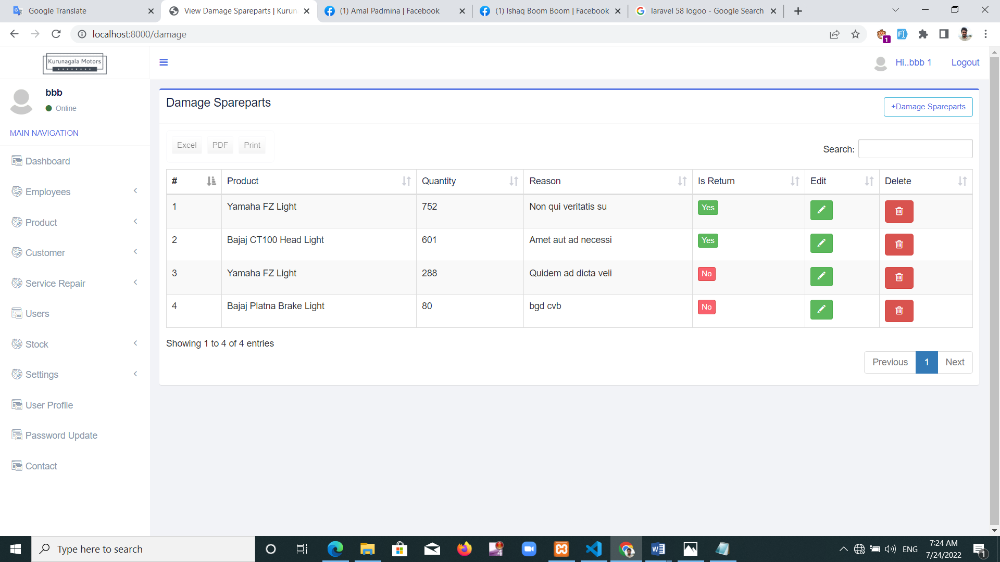 Google Translate
View Damage Spareparts | Kurun
(1) Amal Padmina | Facebook
(1) Ishaq Boom Boom | Facebook
laravel 58 logoo - Google Search
localhost:8000/damage
1
Kurunagala Motors
Hi..bbb 1
Logout
bbb
Online
MAIN NAVIGATION
Dashboard
Employees
Product
Customer
Service Repair
Users
Stock
Settings
User Profile
Password Update
Contact
Damage Spareparts
+Damage Spareparts
Excel PDF Print
Search:
# Product Quantity Reason Is Return Edit Delete
1 Yamaha FZ Light 752 Non qui veritatis su Yes
2 Bajaj CT100 Head Light 601 Amet aut ad necessi Yes
3 Yamaha FZ Light 288 Quidem ad dicta veli No
4 Bajaj Platna Brake Light 80 bgd cvb No
Showing 1 to 4 of 4 entries
Previous 1 Next
Type here to search
4
ENG
7:24 AM
7/24/2022
1